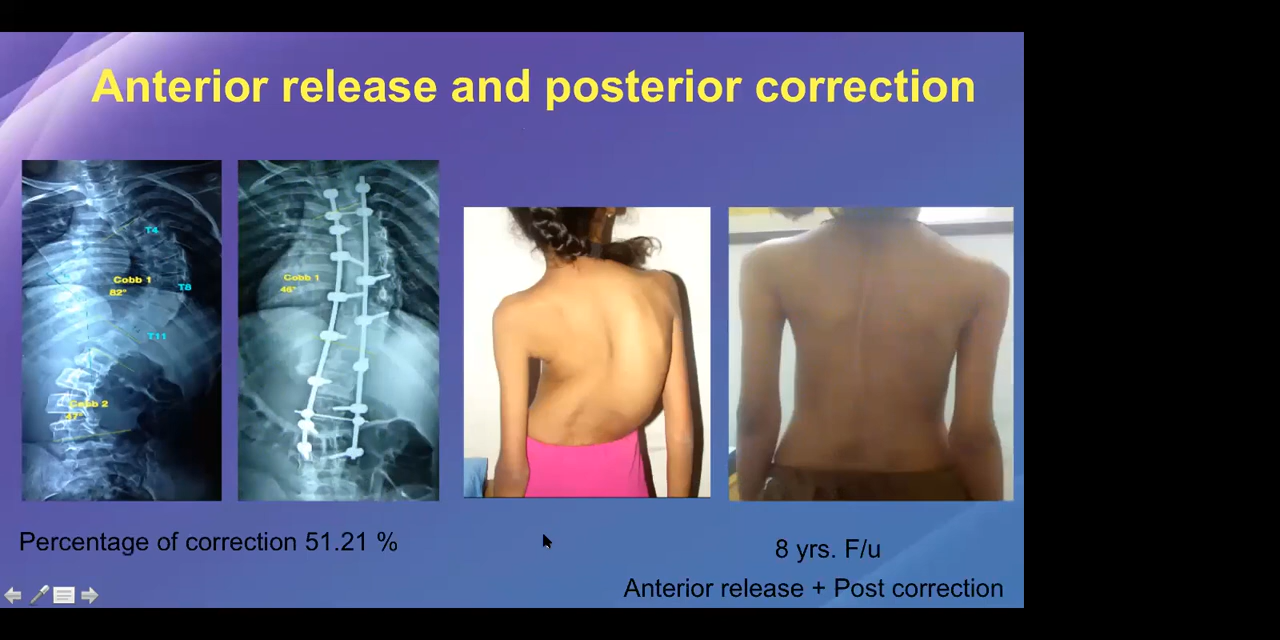 Anterior release and posterior correction
T4
Cobb 1
82°
T8
T11
Cobb 2
37°
Cobb 1
46°
Percentage of correction 51.21 %
8 yrs. F/u
Anterior release + Post correction